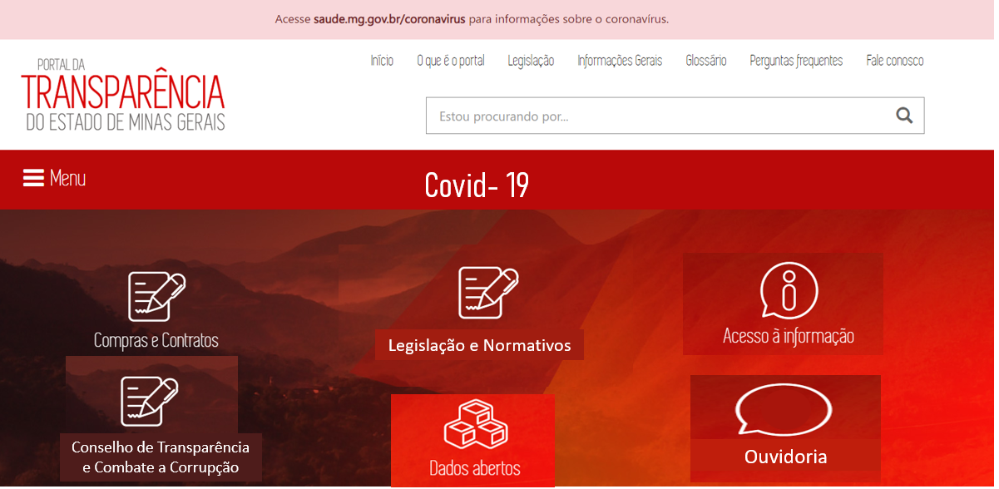 Acesse saude.mg.gov.br/coronavirus para informações sobre o coronavírus.
PORTAL DA
TRANSPARÊNCIA
DO ESTADO DE MINAS GERAIS
Início O que é o portal Legislação Informações Gerais Glossário Perguntas frequentes Fale conosco
Estou procurando por...
Menu
Covid- 19
Compras e Contratos
Legislação e Normativos
Acesso à informação
Conselho de Transparência
e Combate a Corrupção
Dados abertos
Ouvidoria